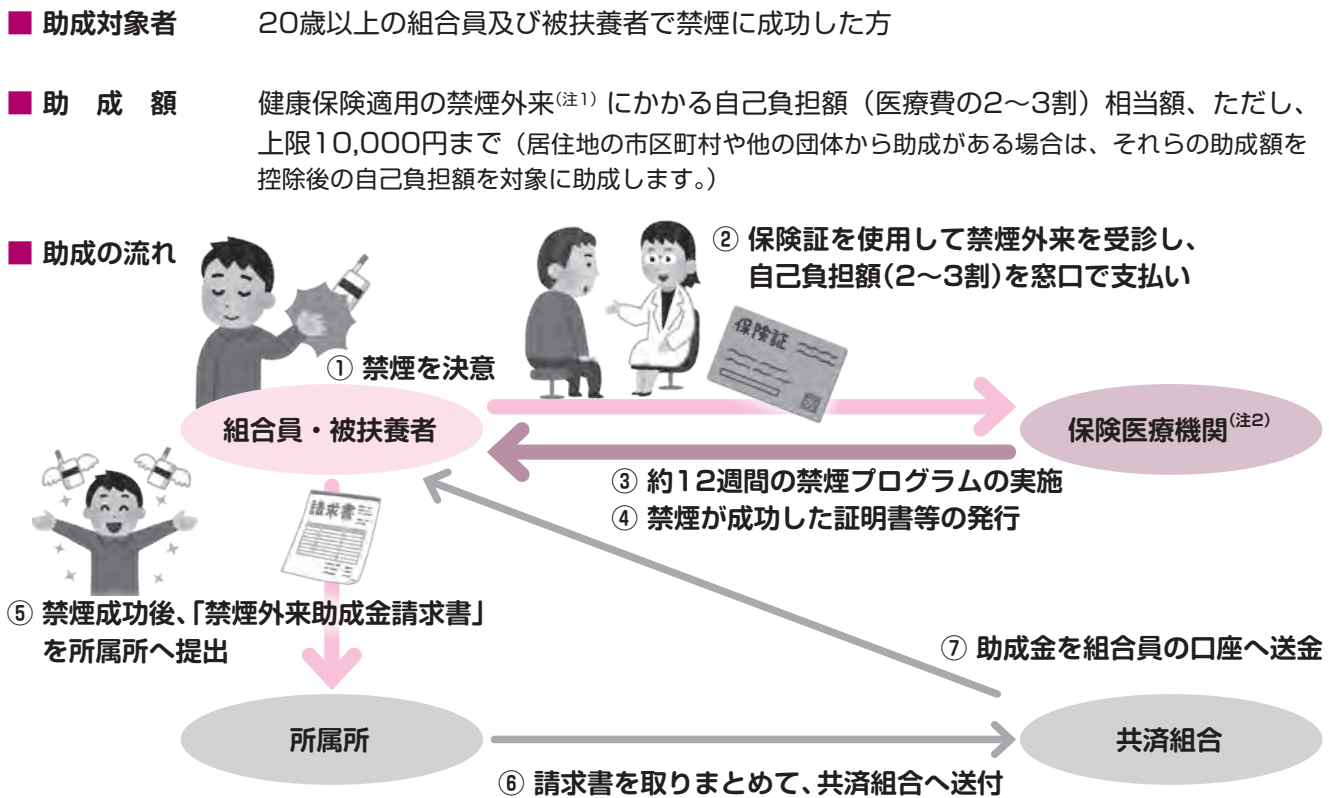 ■ 助成対象者 20歳以上の組合員及び被扶養者で禁煙に成功した方
■ 助 成 額 健康保険適用の禁煙外来(注1) にかかる自己負担額（医療費の2〜3割）相当額、ただし、
上限10,000円まで（居住地の市区町村や他の団体から助成がある場合は、それらの助成額を
控除後の自己負担額を対象に助成します。）
■ 助成の流れ
② 保険証を使用して禁煙外来を受診し、
自己負担額(2〜3割)を窓口で支払い
保険証
① 禁煙を決意
組合員・被扶養者
保険医療機関(注2)
③ 約12週間の禁煙プログラムの実施
④ 禁煙が成功した証明書等の発行
請求書
⑤ 禁煙成功後、「禁煙外来助成金請求書」
を所属所へ提出
⑦ 助成金を組合員の口座へ送金
所属所
共済組合
⑥ 請求書を取りまとめて、共済組合へ送付